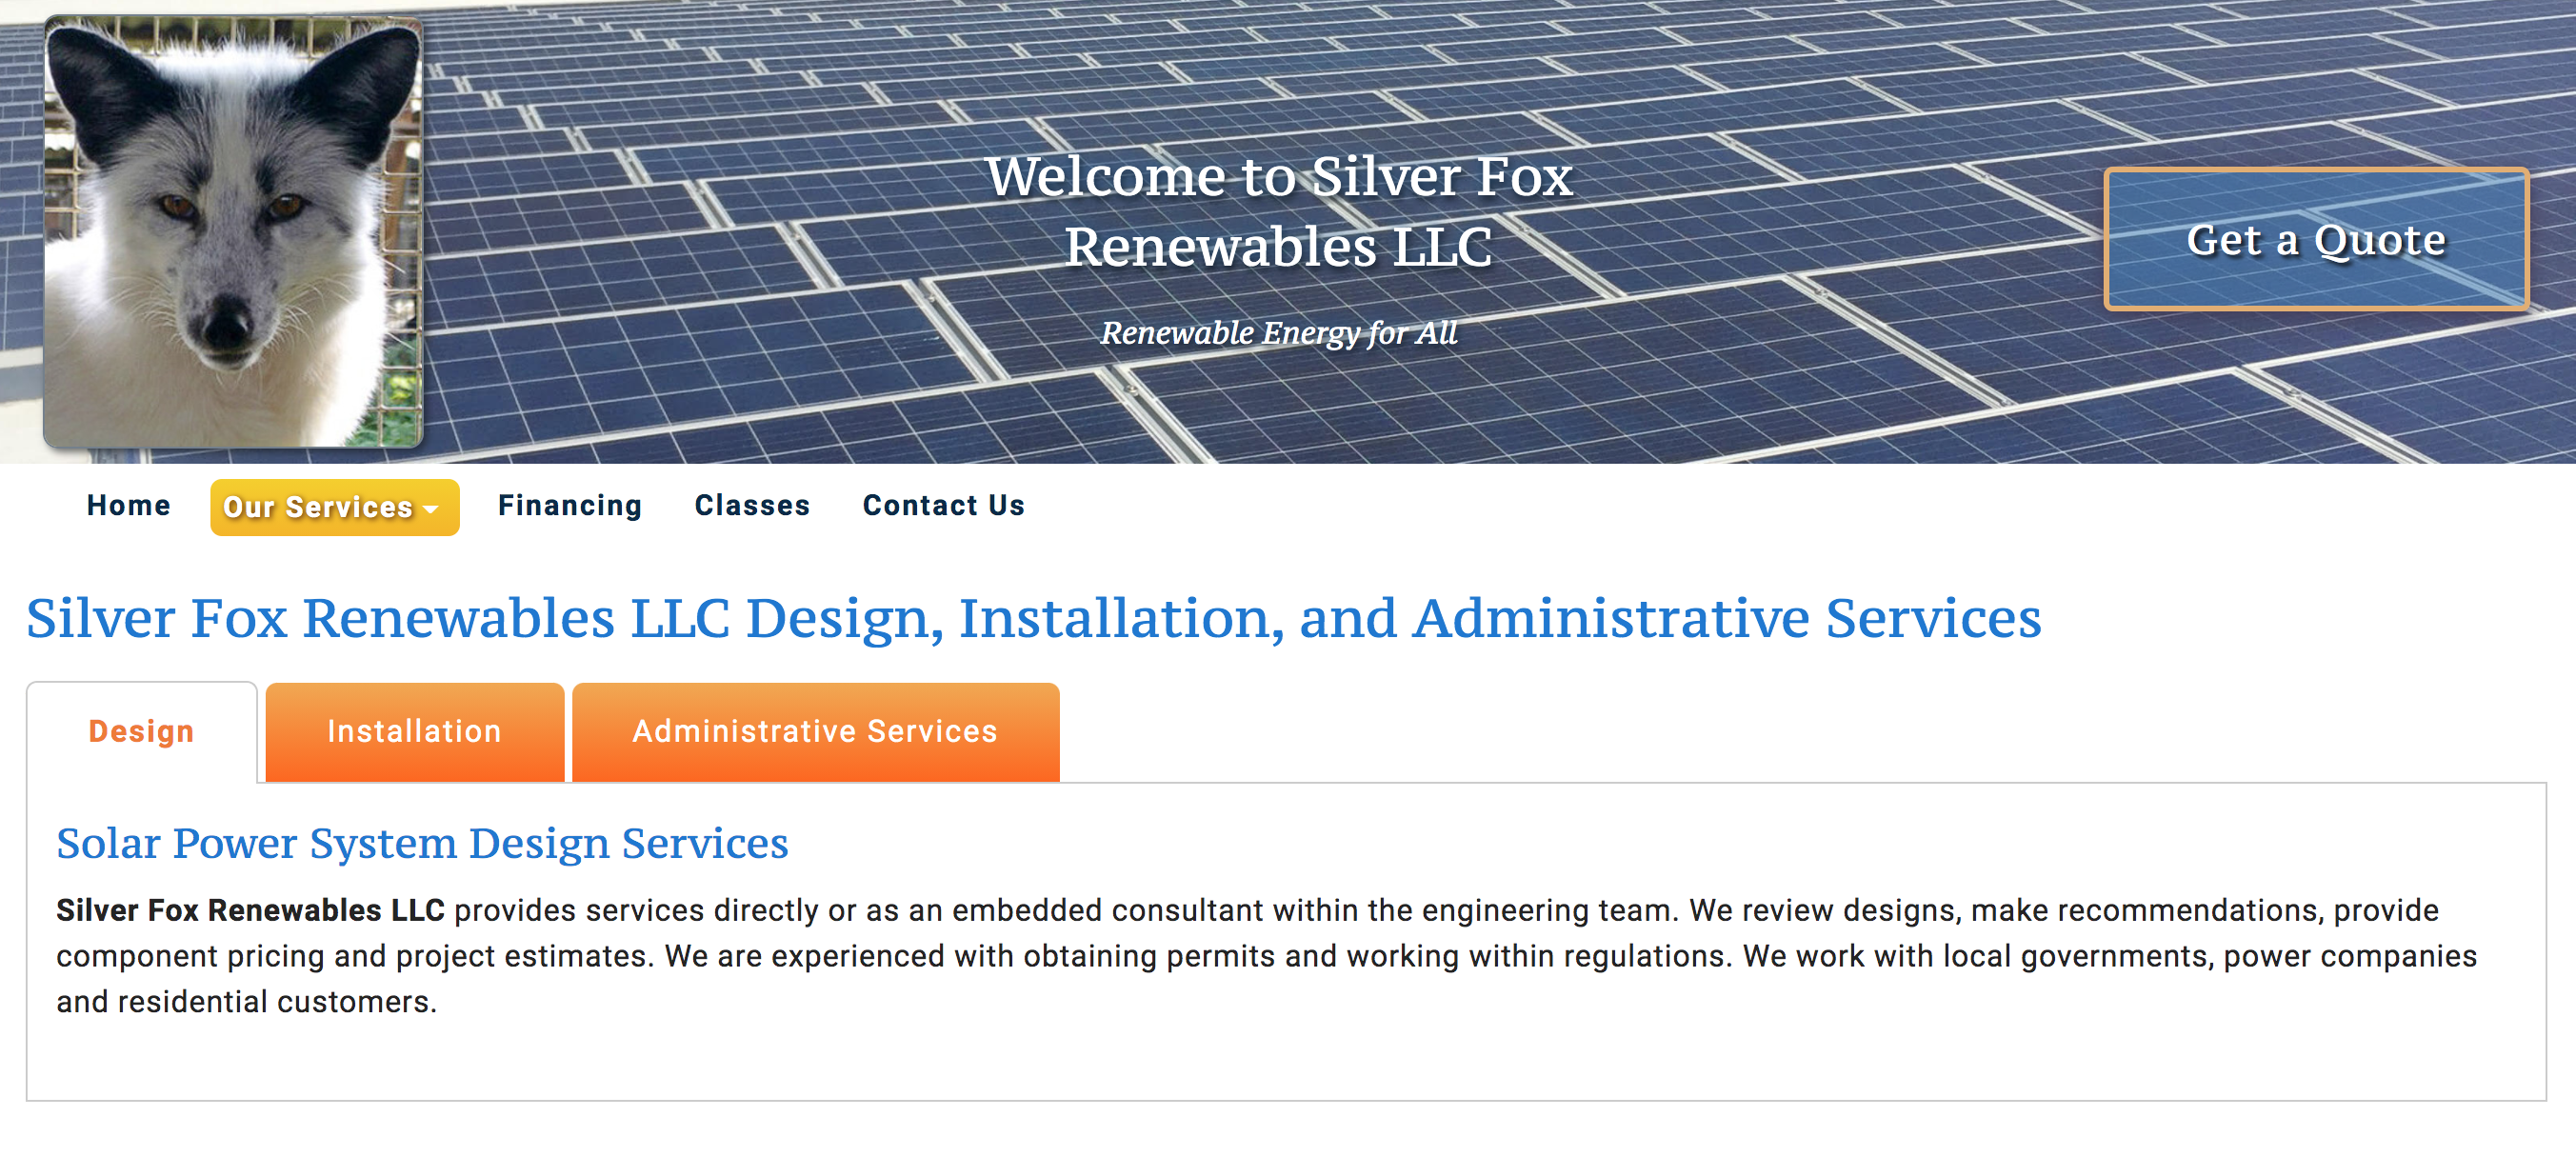 Welcome to Silver Fox
Renewables LLC
Renewable Energy for All
Get a Quote
Home
Our Services
Financing
Classes
Contact Us
Silver Fox Renewables LLC Design, Installation, and Administrative Services
Design
Installation
Administrative Services
Solar Power System Design Services
Silver Fox Renewables LLC provides services directly or as an embedded consultant within the engineering team. We review designs, make recommendations, provide
component pricing and project estimates. We are experienced with obtaining permits and working within regulations. We work with local governments, power companies
and residential customers.